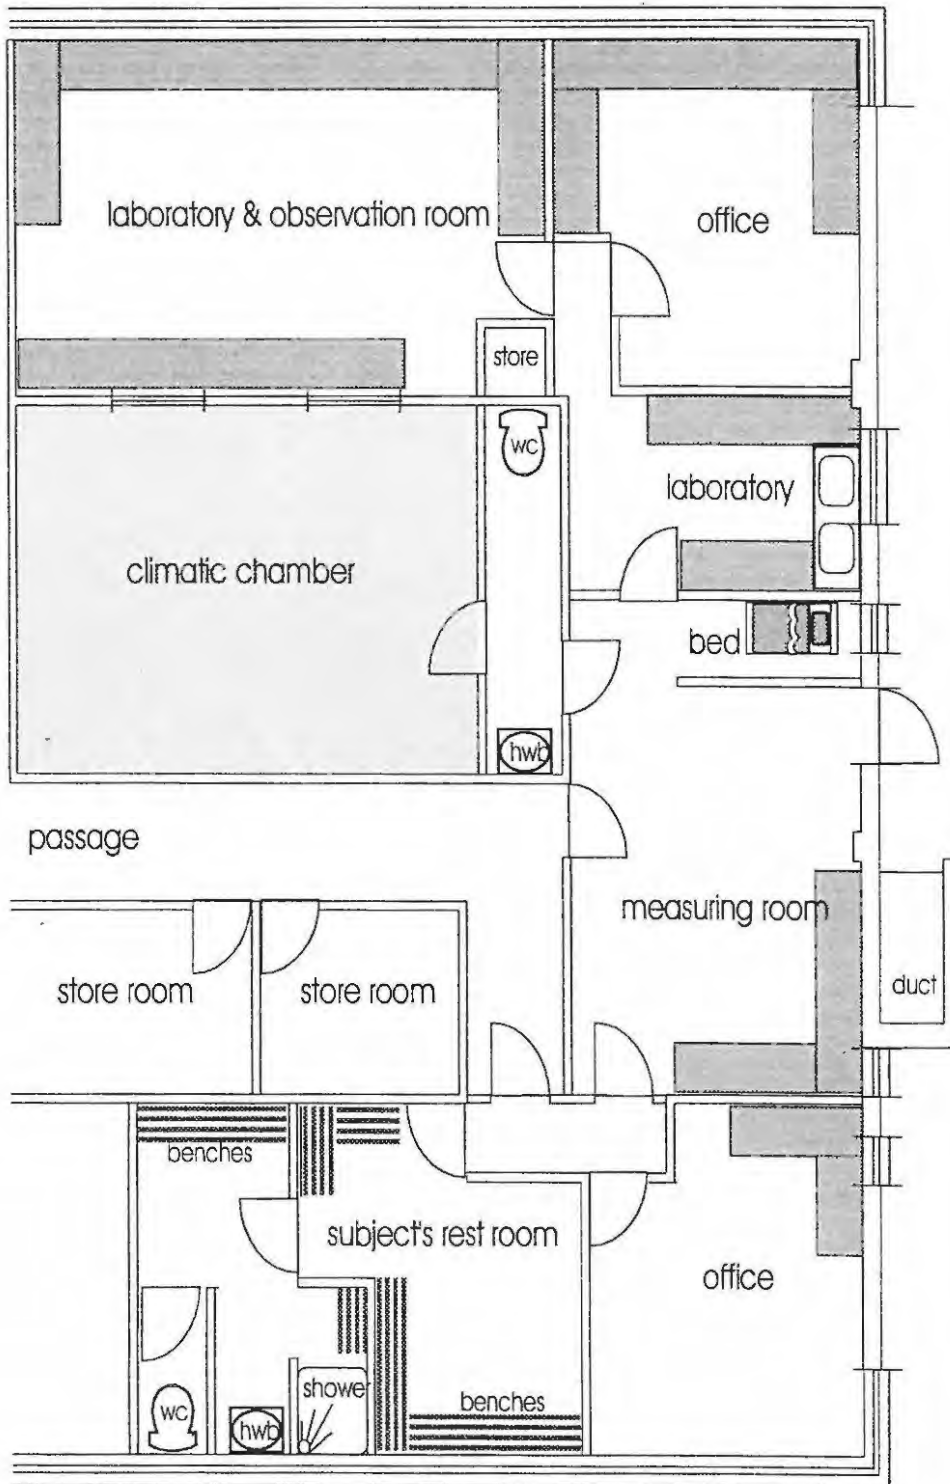 laboratory & observation room
office
store
wc
laboratory
climatic chamber
bed
hwb
passage
measuring room
store room
store room
duct
benches
subject's rest room
office
shower
benches
wc
hwb